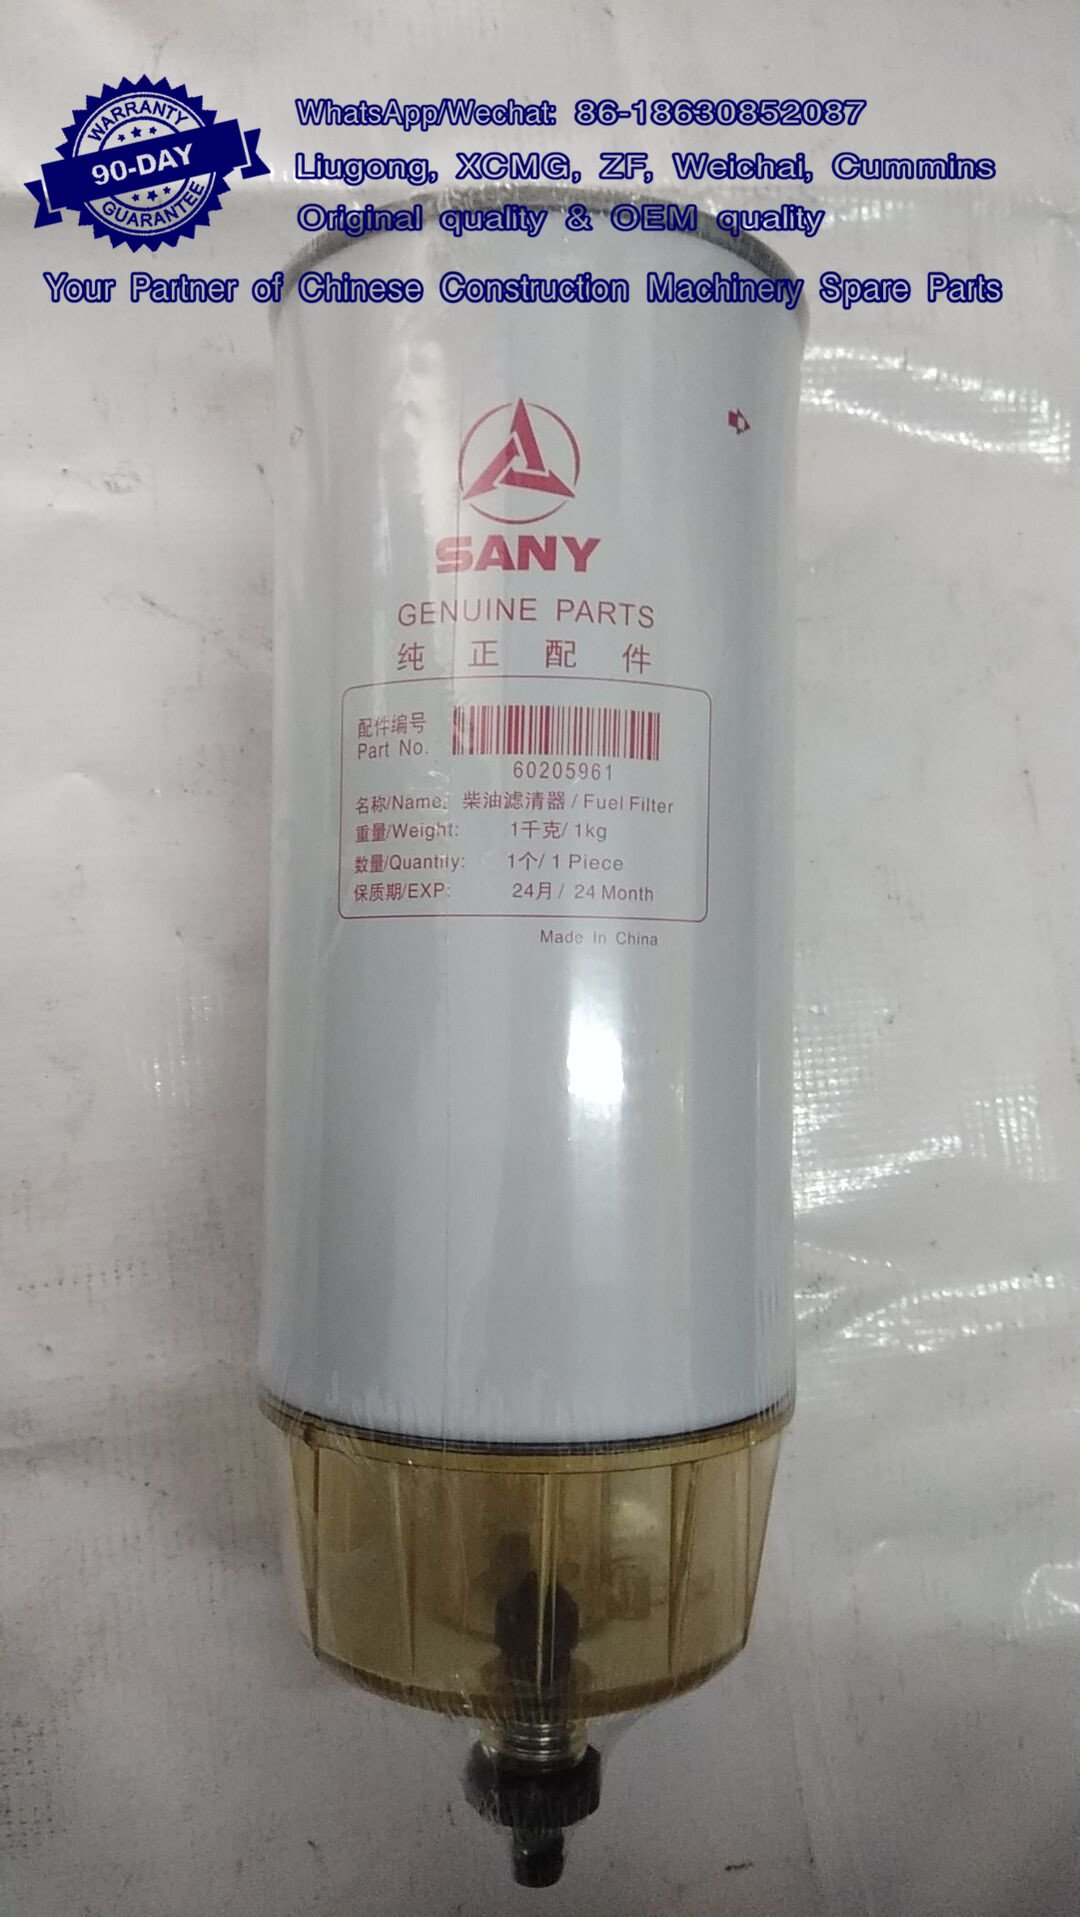 WARRANTY
90-DAY
GUARANTEE
WhatsApp/Wechat: 86-18630852087
Liugong, XCMG, ZF, Weichai, Cummins
Original quality & OEM quality
Your Partner of Chinese Construction Machinery Spare Parts
SANY
GENUINE PARTS
纯正配件
配件编号
Part No.
60205961
名称/Name: 柴油滤清器/Fuel Filter
重量/Weight: 1千克/1kg
数量/Quantity: 1个/1 Piece
保质期/EXP: 24月/ 24 Month
Made In China